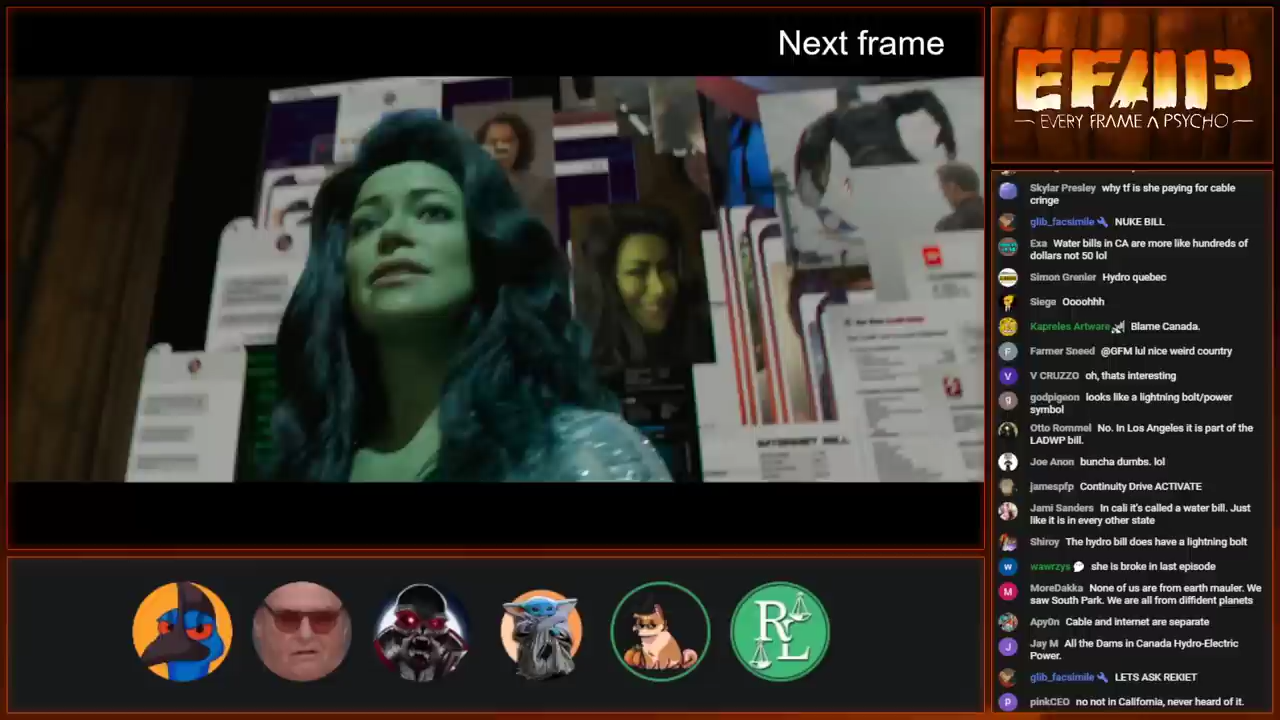 Next frame
EFAP
EVERY FRAME A PSYCHO
Skylar Presley why tf is she paying for cable
cringe
glib_facsimile NUKE BILL
Exa Water bills in CA are more like hundreds of
dollars not 50 lol
Simon Grenier Hydro quebec
Siege Oooohhh
Kapreles Artware Blame Canada.
Farmer Sneed @GFM lul nice weird country
V CRUZZO oh, thats interesting
godpigeon looks like a lightning bolt/power
symbol
Otto Rommel No. In Los Angeles it is part of the
LADWP bill.
Joe Anon buncha dumbs. lol
jamespfp Continuity Drive ACTIVATE
Jami Sanders In cali it's called a water bill. Just
like it is in every other state
Shiroy The hydro bill does have a lightning bolt
wawrzys she is broke in last episode
MoreDakka None of us are from earth mauler. We
saw South Park. We are all from diffident planets
Apy0n Cable and internet are separate
Jay M All the Dams in Canada Hydro-Electric
Power.
glib_facsimile LETS ASK REKIET
pinkCEO no not in California, never heard of it.
INTERNET BILL
RL